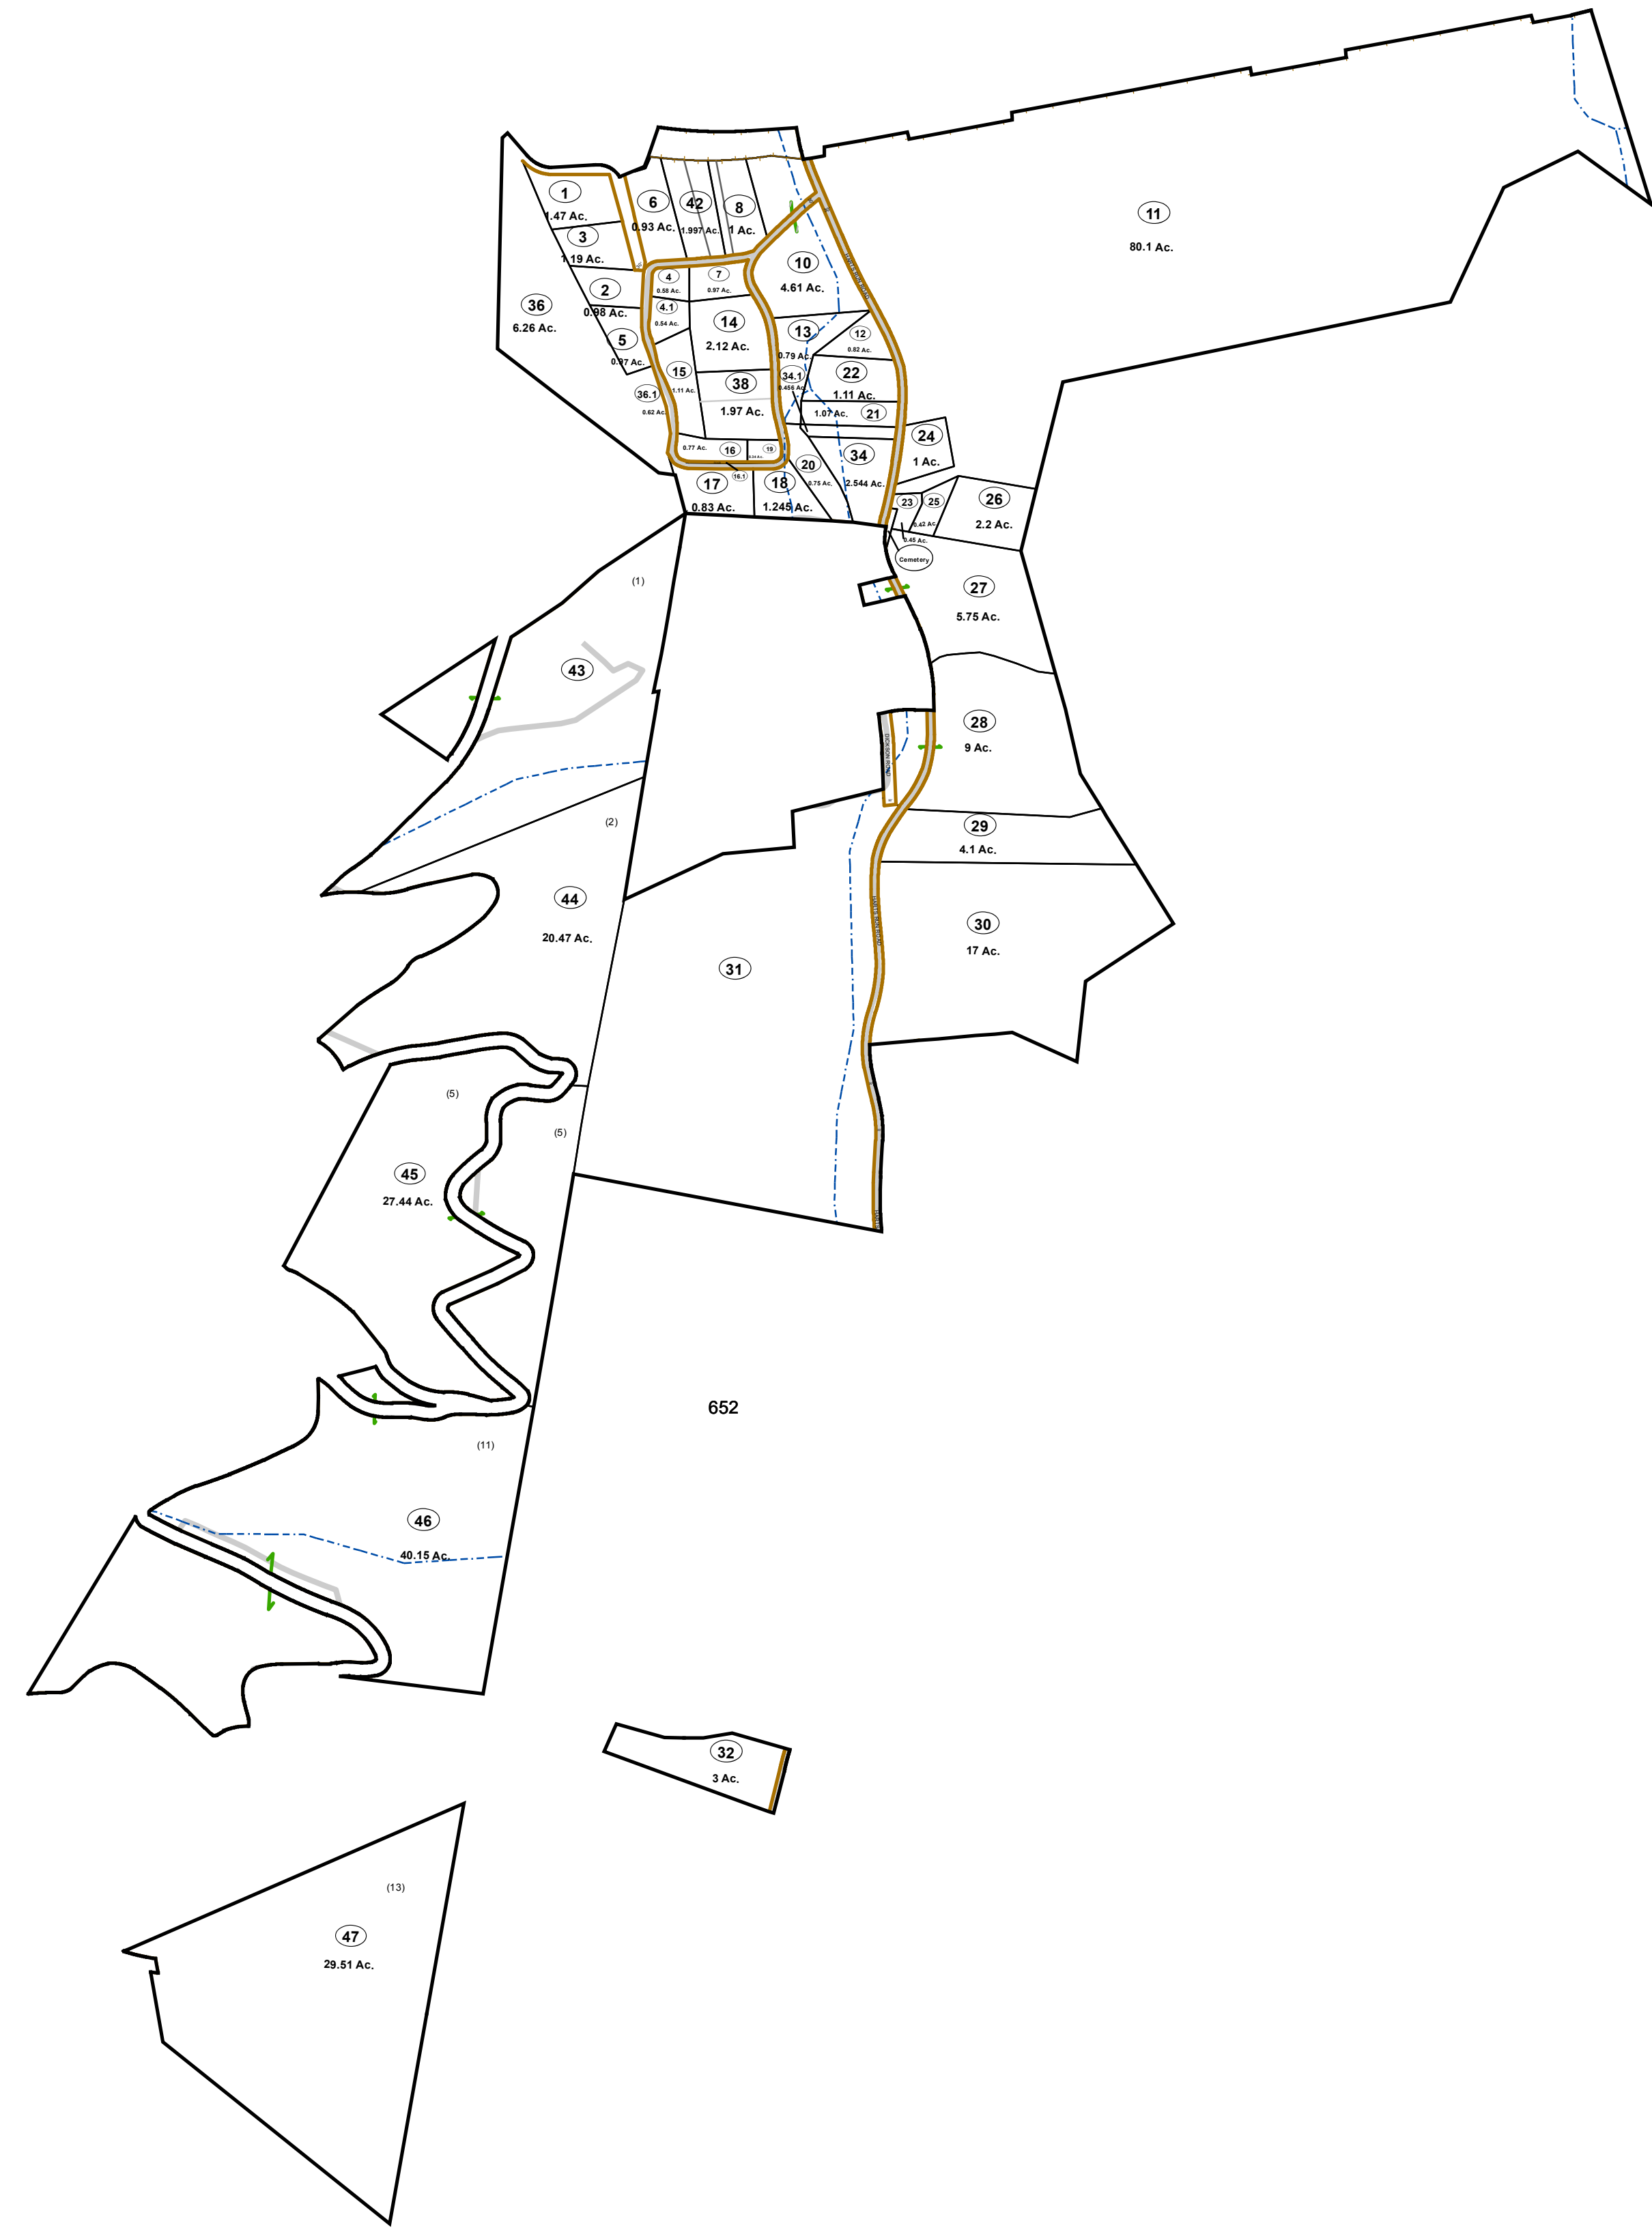 11
80.1 Ac.
1
1.47 Ac.
6
0.93 Ac.
42
1.997 Ac.
8
1 Ac.
3
1.19 Ac.
10
4.61 Ac.
36
6.26 Ac.
2
0.98 Ac.
4
0.58 Ac.
7
0.97 Ac.
4.1
0.54 Ac.
14
2.12 Ac.
13
0.79 Ac.
12
0.82 Ac.
5
0.97 Ac.
15
1.11 Ac.
38
1.97 Ac.
34.1
0.456 Ac.
22
1.11 Ac.
36.1
0.62 Ac.
1.07 Ac.
21
24
1 Ac.
0.77 Ac.
16
19
16.1
20
0.75 Ac.
34
2.544 Ac.
17
0.83 Ac.
18
1.245 Ac.
23
25
0.42 Ac.
0.45 Ac.
26
2.2 Ac.
Cemetery
27
5.75 Ac.
(1)
43
28
9 Ac.
DICKSON ROAD
(2)
29
4.1 Ac.
44
20.47 Ac.
30
17 Ac.
31
(5)
(5)
45
27.44 Ac.
652
(11)
46
40.15 Ac.
32
3 Ac.
(13)
47
29.51 Ac.